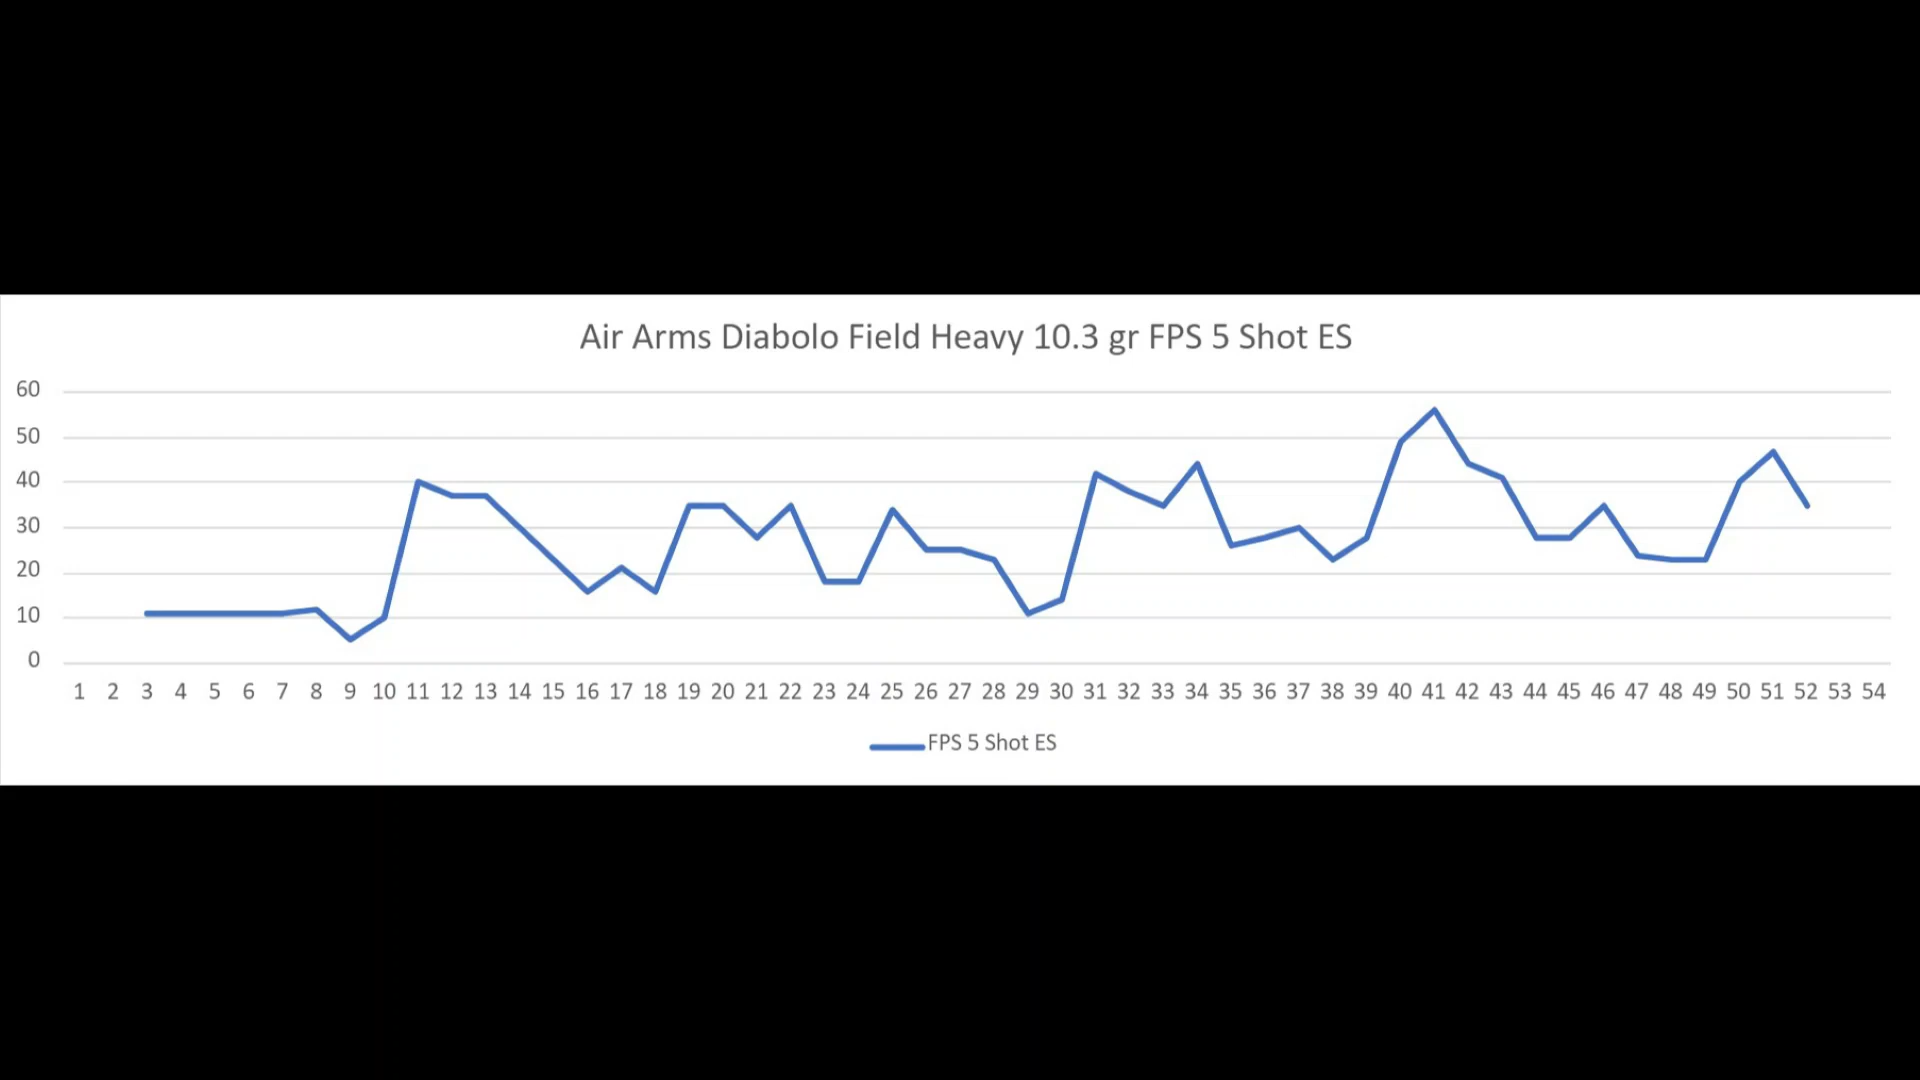 Air Arms Diabolo Field Heavy 10.3 gr FPS 5 Shot ES
60
50
40
30
20
10
0
1 2 3 4 5 6 7 8 9 10 11 12 13 14 15 16 17 18 19 20 21 22 23 24 25 26 27 28 29 30 31 32 33 34 35 36 37 38 39 40 41 42 43 44 45 46 47 48 49 50 51 52 53 54
FPS 5 Shot ES